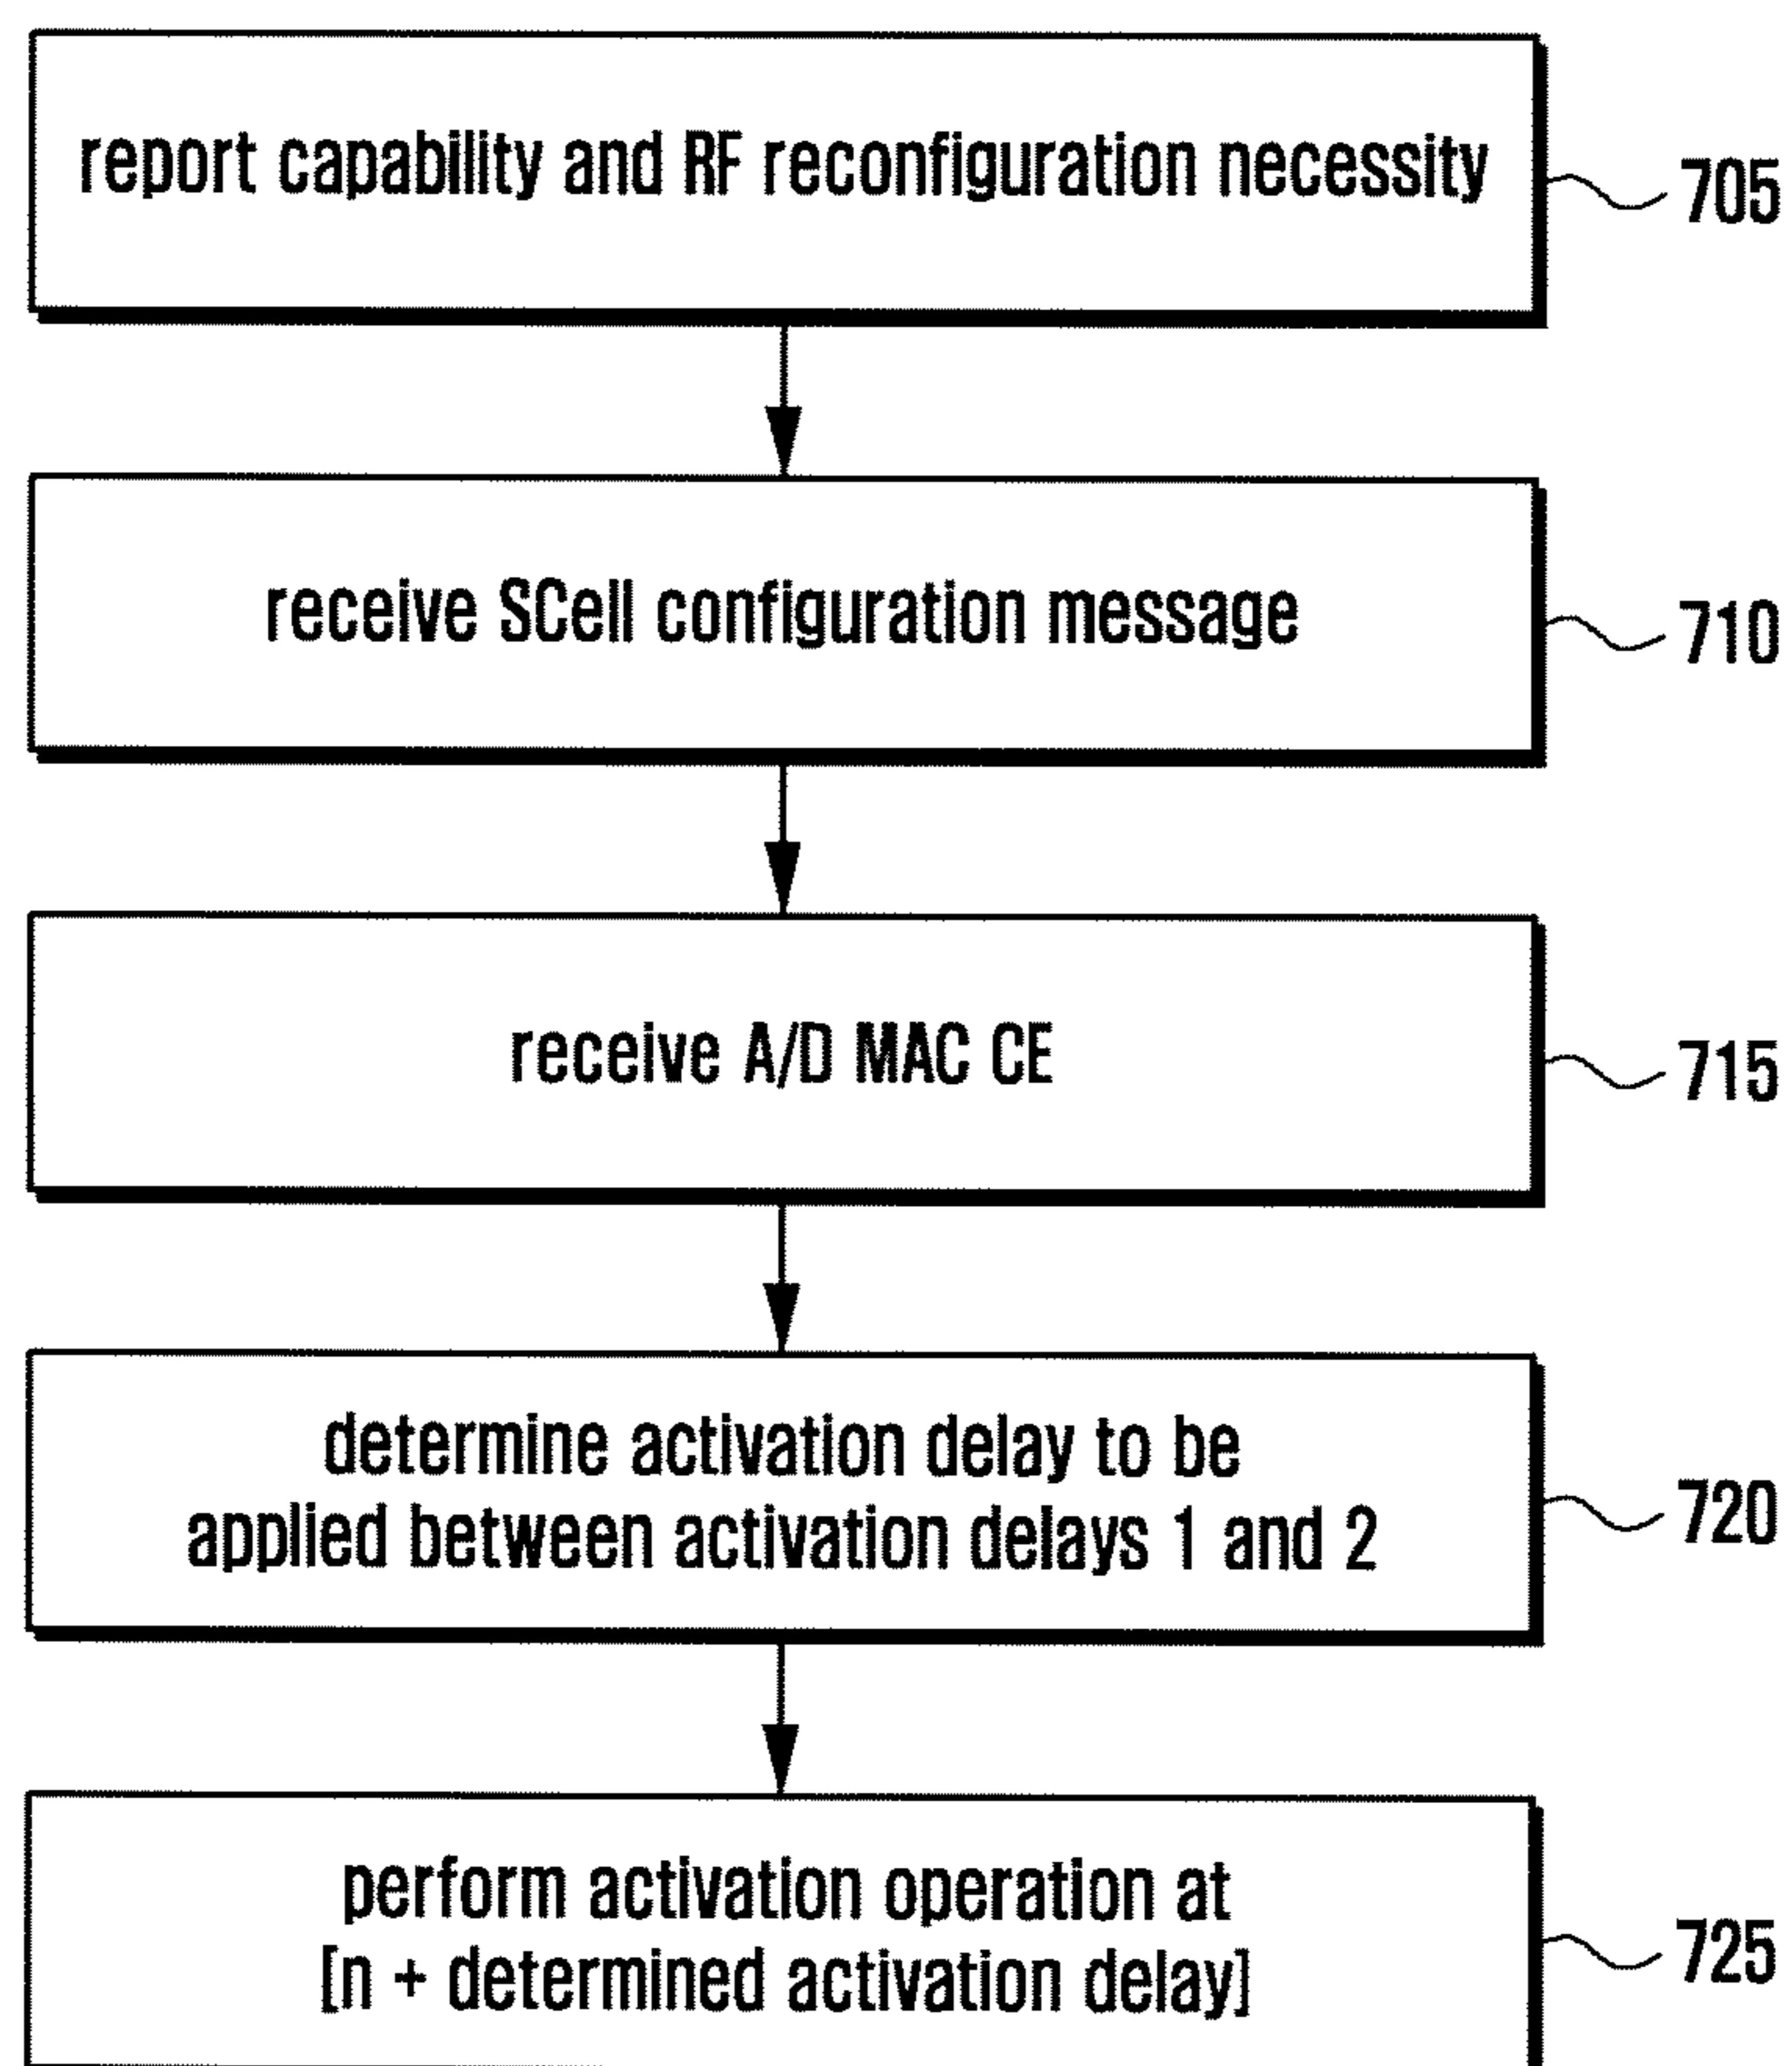 report capability and RF reconfiguration necessity
705
receive SCell configuration message
710
receive A/D MAC CE
715
determine activation delay to be
applied between activation delays 1 and 2
720
perform activation operation at
[n + determined activation delay]
725